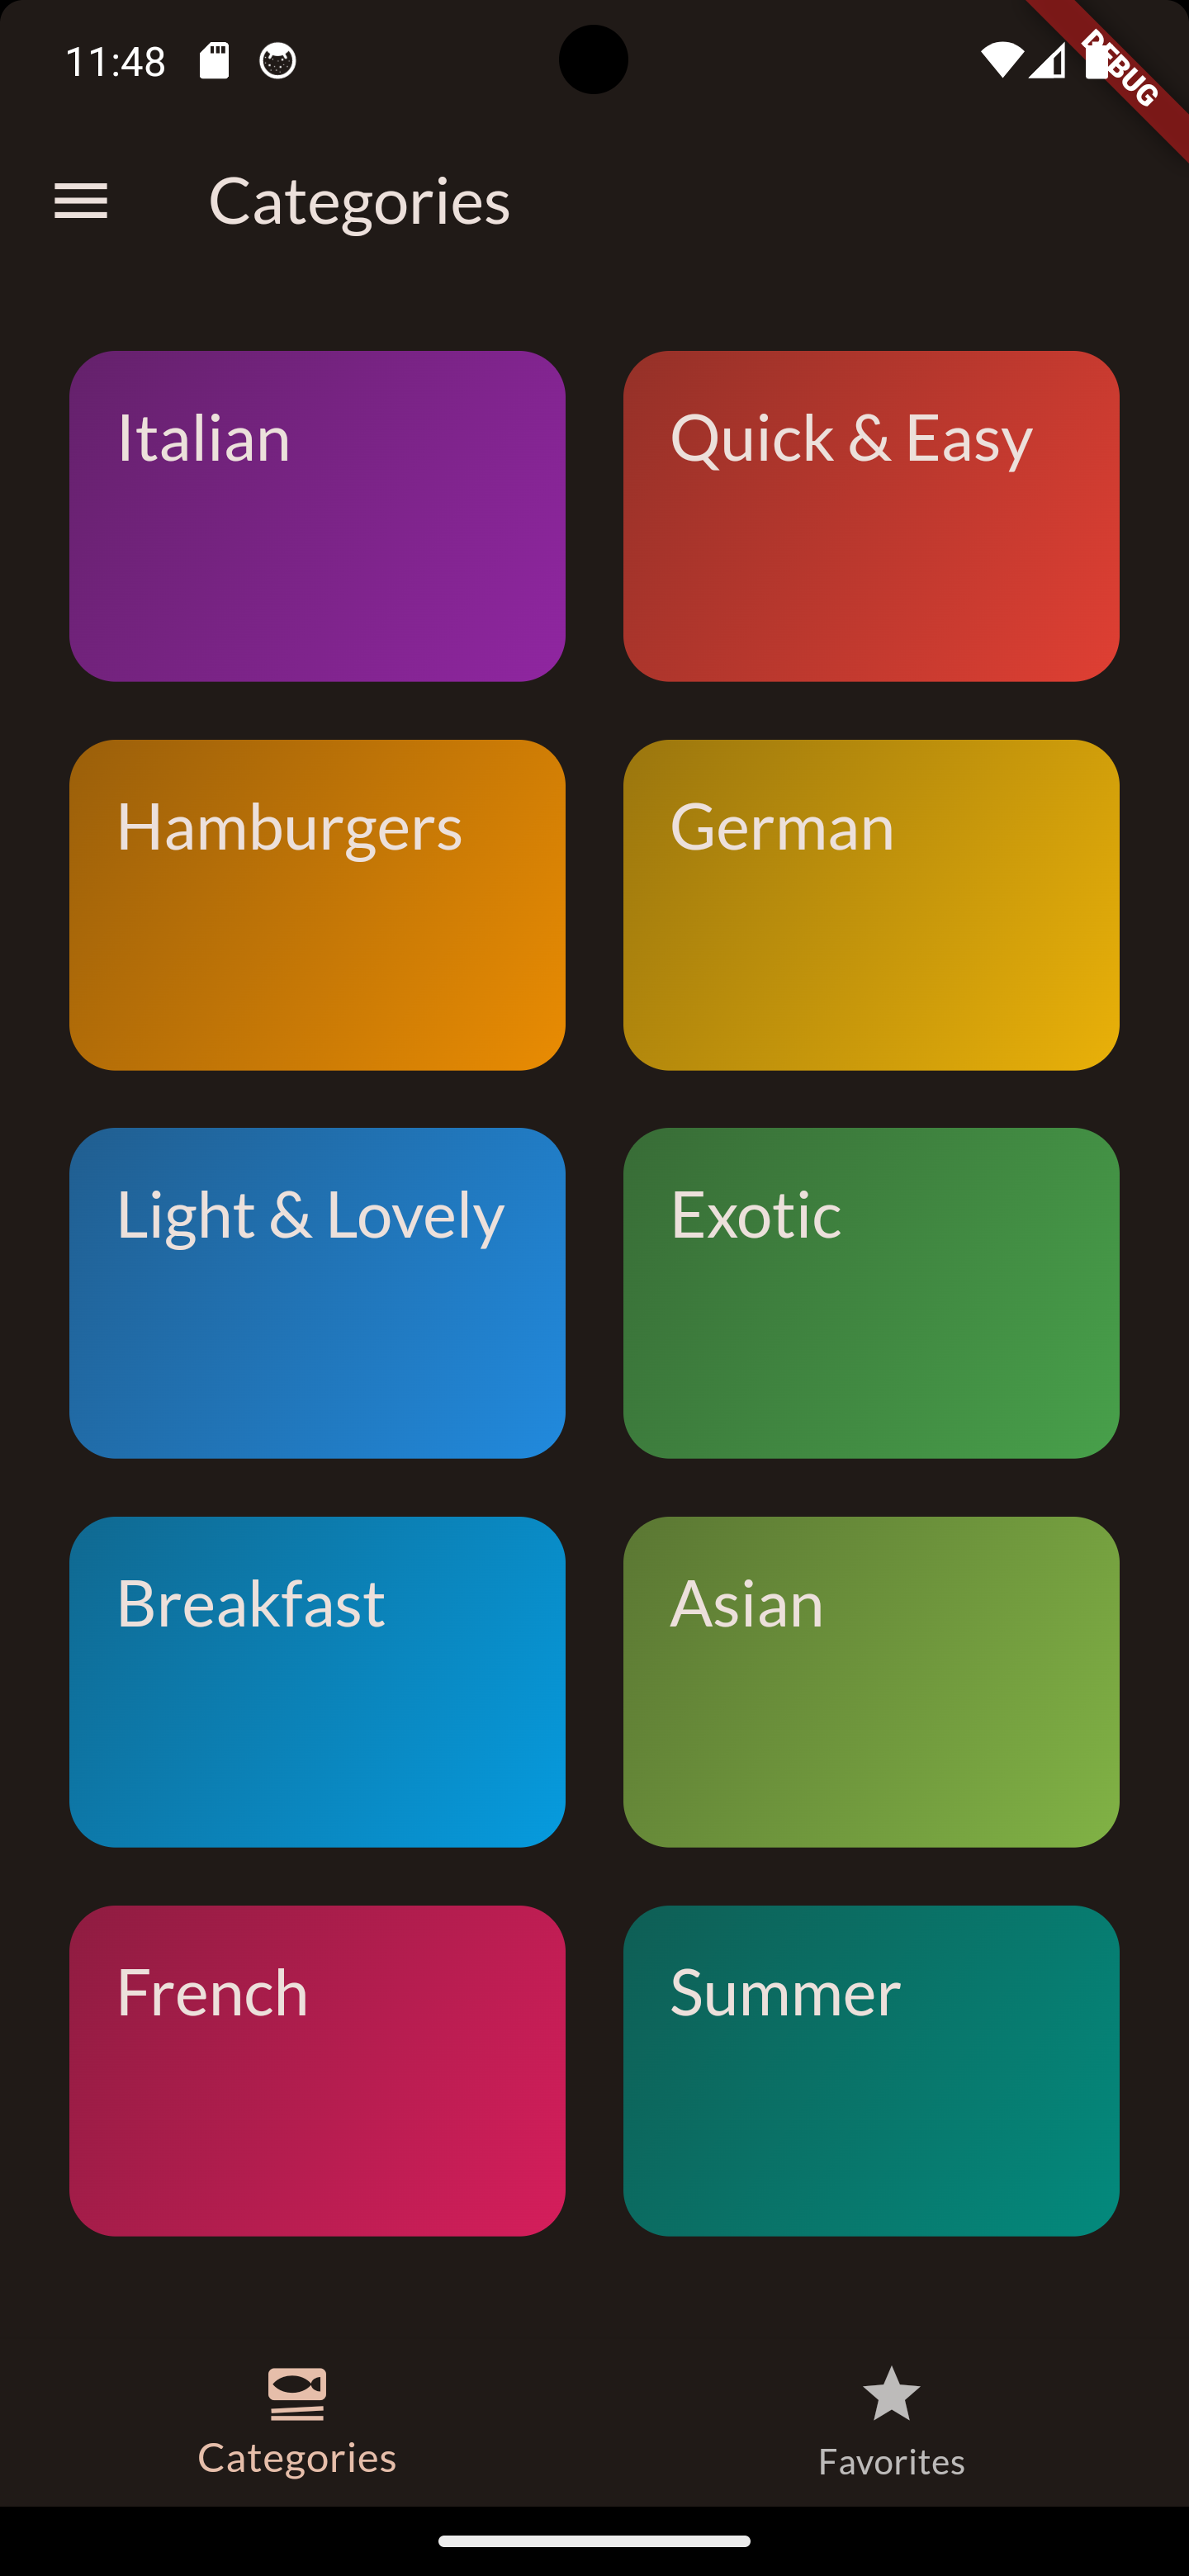 11:48
DEBUG
Categories
Italian
Quick & Easy
Hamburgers
German
Light & Lovely
Exotic
Breakfast
Asian
French
Summer
Categories
Favorites